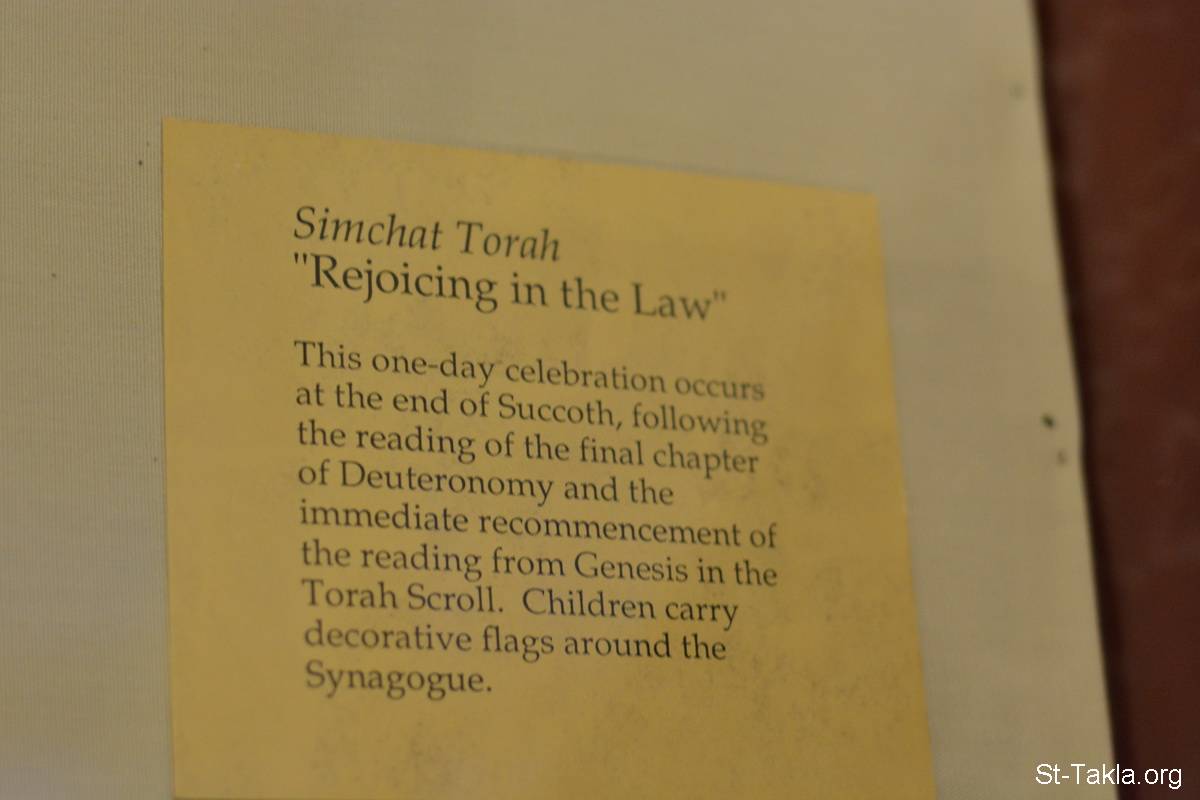 Simchat Torah
"Rejoicing in the Law"
This one-day celebration occurs
at the end of Succoth, following
the reading of the final chapter
of Deuteronomy and the
immediate recommencement of
the reading from Genesis in the
Torah Scroll.  Children carry
decorative flags around the
Synagogue.
St-Takla.org